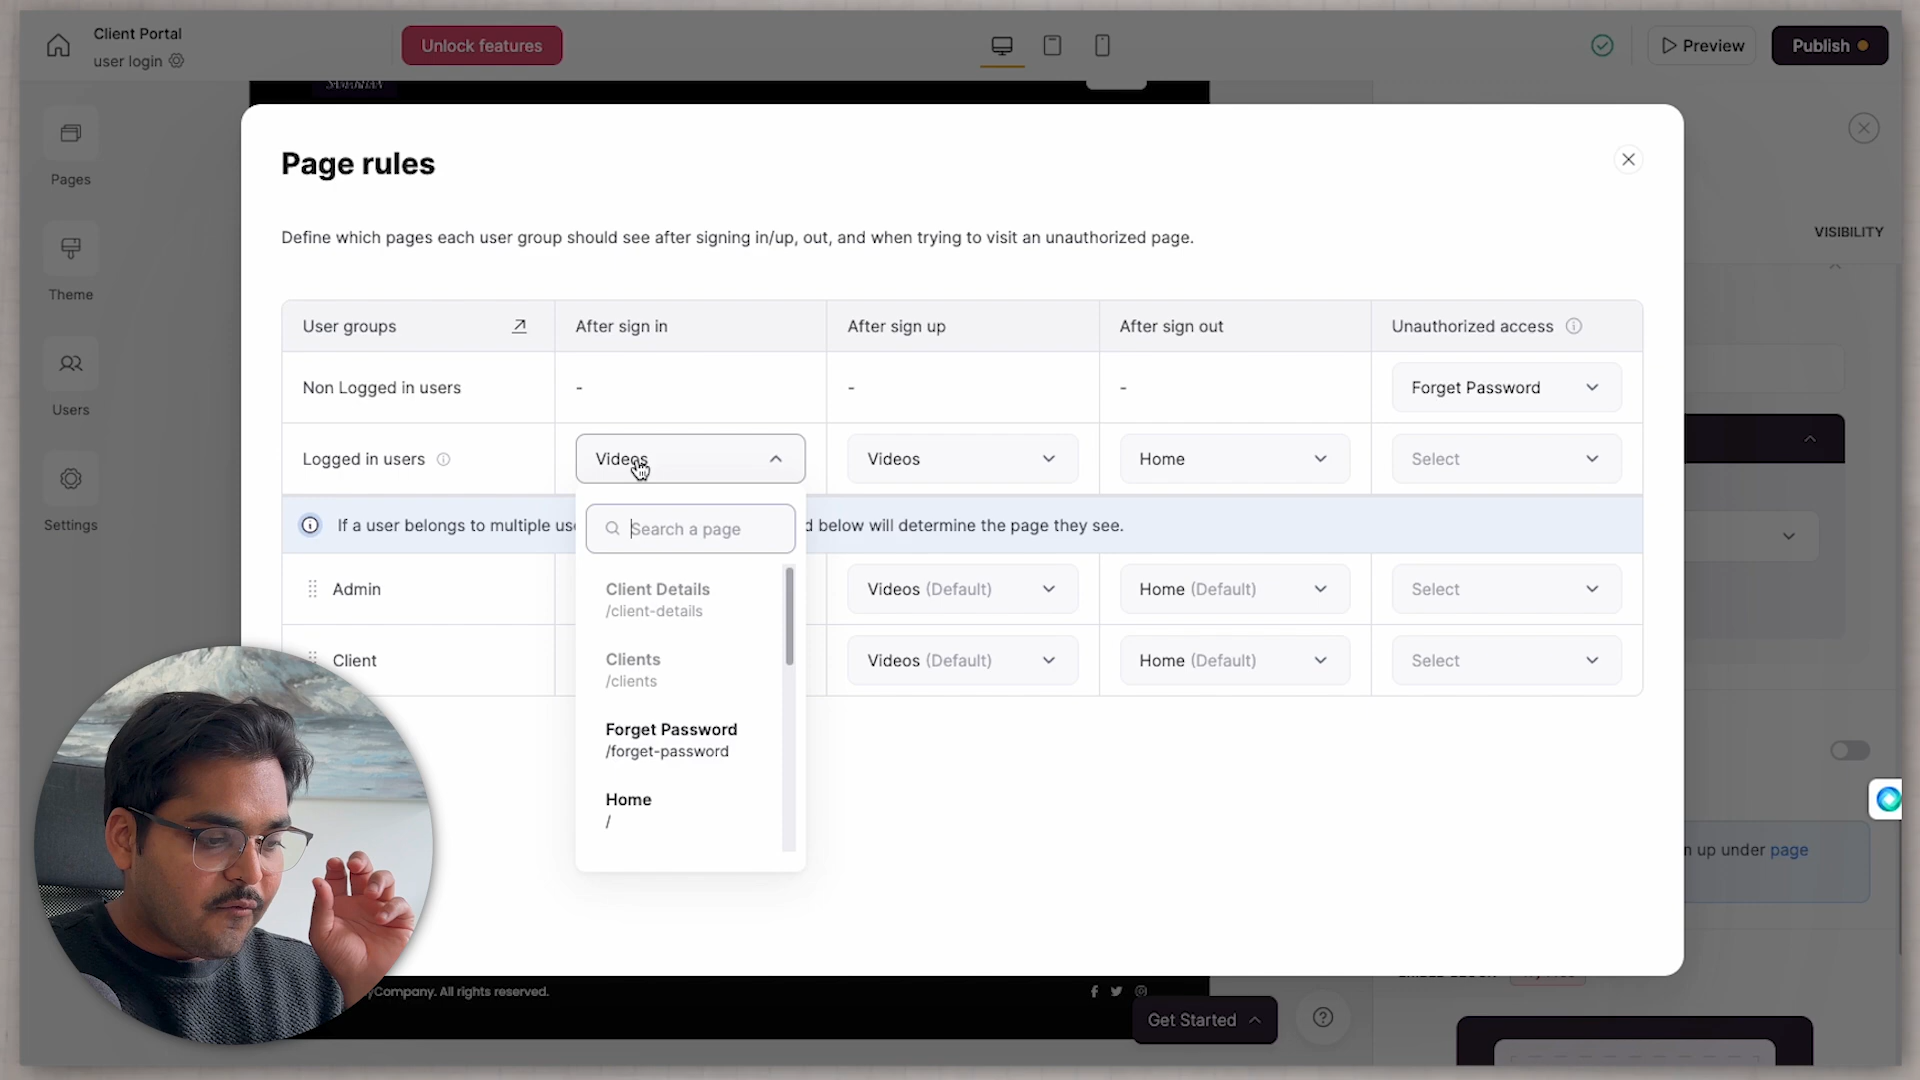 Client Portal
user login
Unlock features
Preview
Publish
Pages
Theme
Users
Settings
VISIBILITY
Page rules
Define which pages each user group should see after signing in/up, out, and when trying to visit an unauthorized page.
User groups
After sign in
After sign up
After sign out
Unauthorized access
Non Logged in users
-
-
-
Forget Password
Logged in users
Videos
Videos
Home
Select
If a user belongs to multiple use
d below will determine the page they see.
Search a page
Client Details
/client-details
Clients
/clients
Forget Password
/forget-password
Home
/
Admin
Videos (Default)
Home (Default)
Select
Client
Videos (Default)
Home (Default)
Select
n up under page
yCompany. All rights reserved.
Get Started